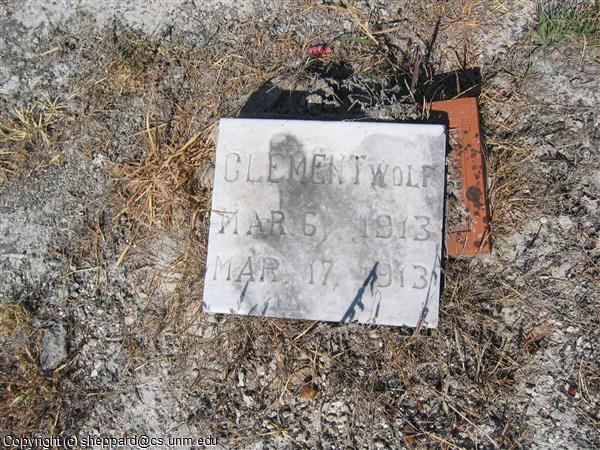 CLEMENT WOLF
MAR 6, 1913
MAR. 17, 1913
Copyright (c) sheppard@cs.unm.edu